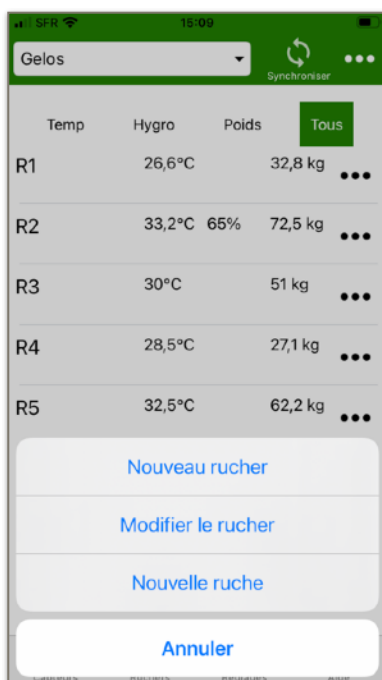 SFR 15:09
Gelos
Synchroniser
Temp Hygro Poids Tous
R1 26,6°C 32,8 kg
R2 33,2°C 65% 72,5 kg
R3 30°C 51 kg
R4 28,5°C 27,1 kg
R5 32,5°C 62,2 kg
Nouveau rucher
Modifier le rucher
Nouvelle ruche
Annuler